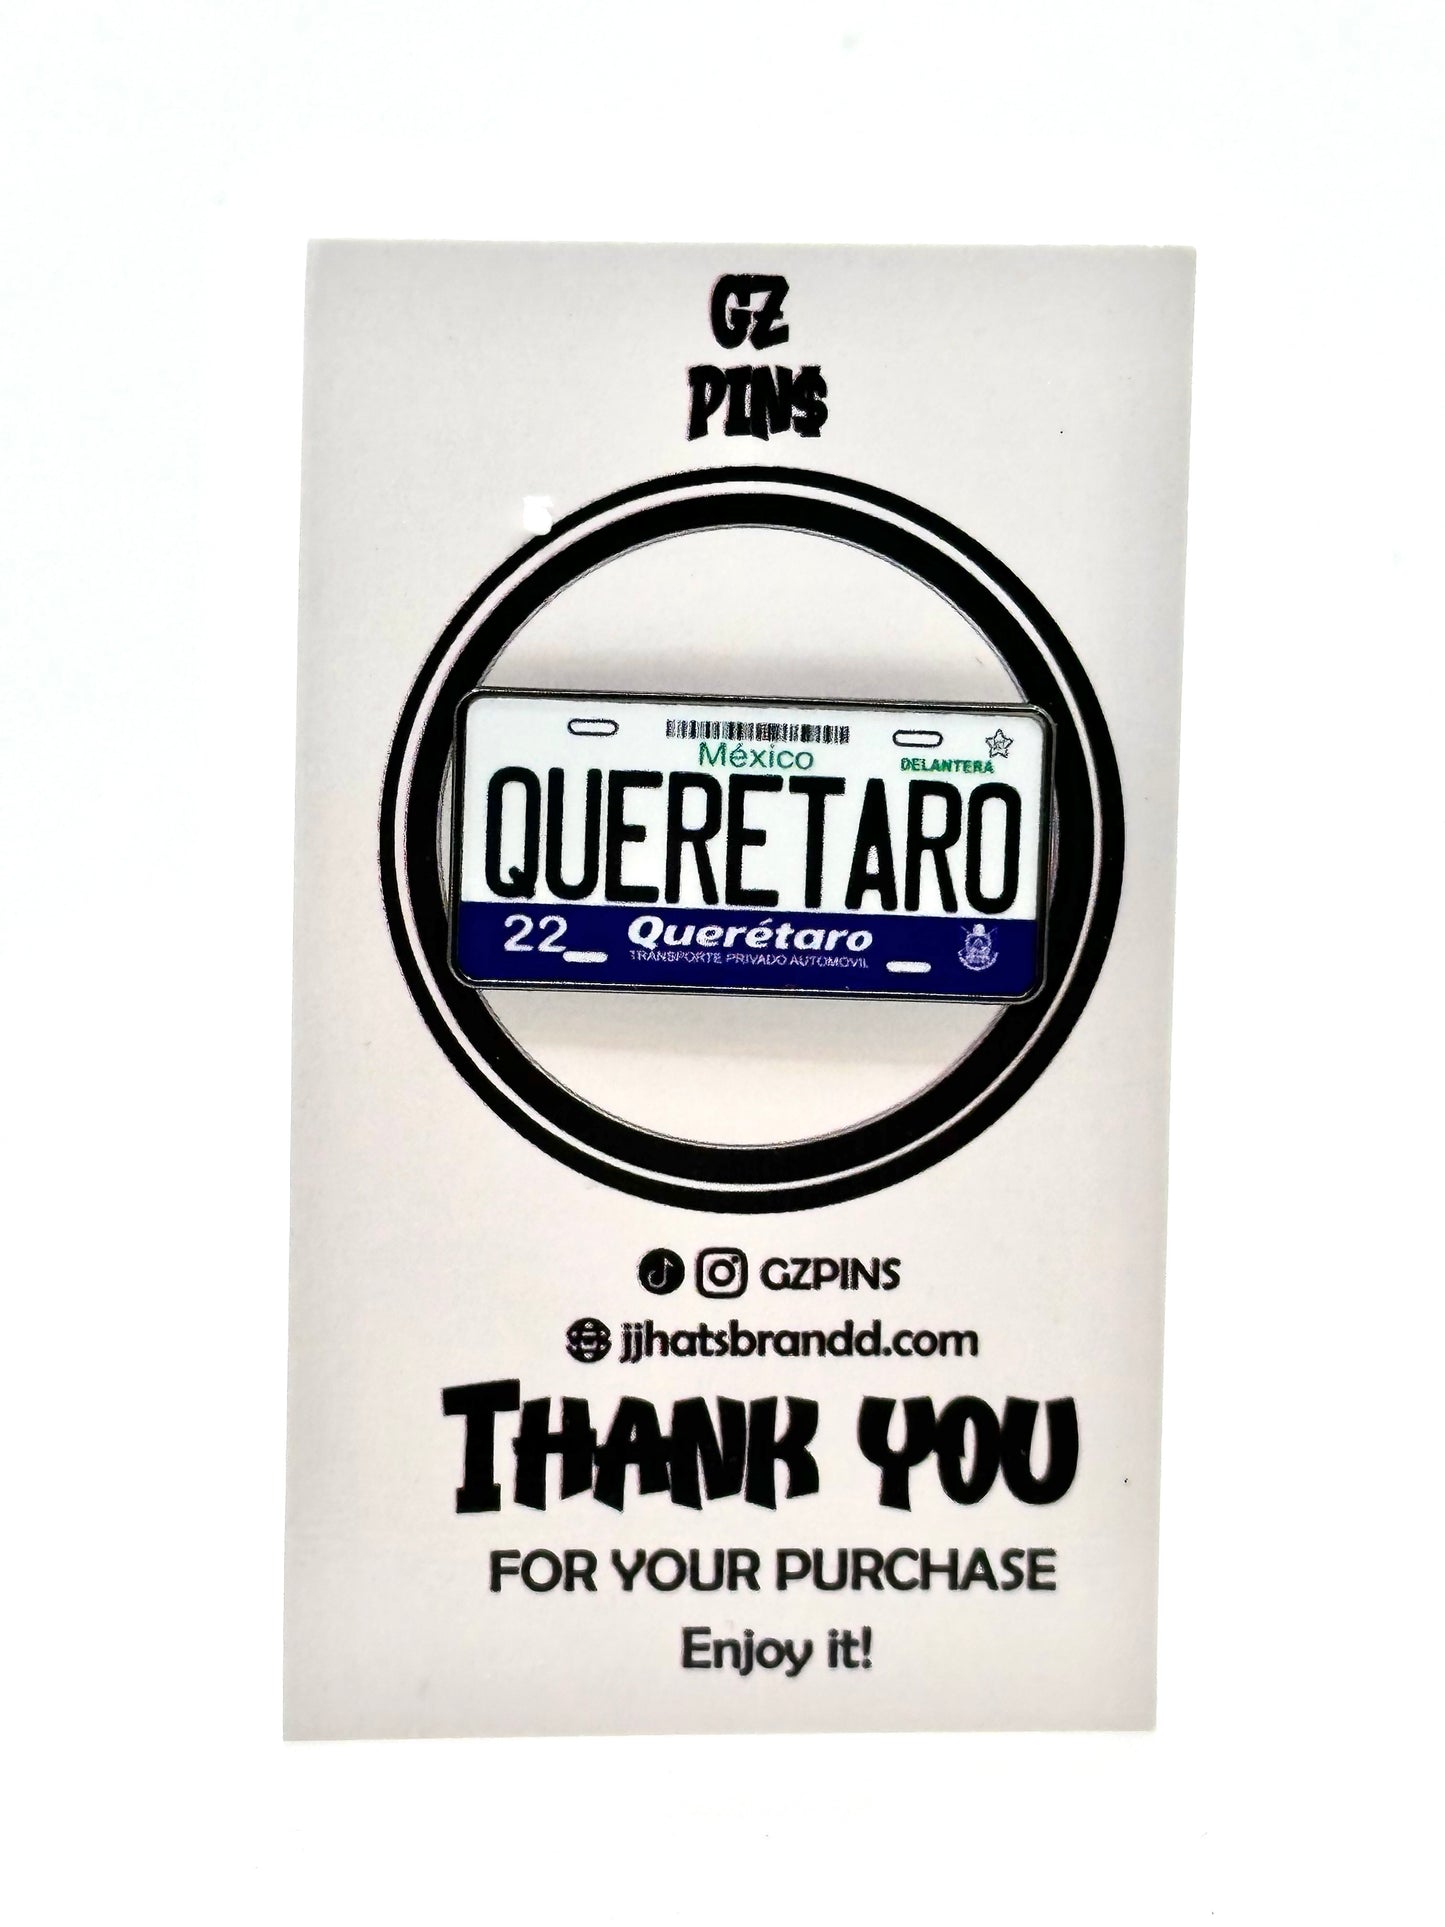 GZ
PIN$
México
DELANTERA
QUERETARO
22 Querétaro
TRANSPORTE PRIVADO AUTOMOVIL
GZPINS
jjhatsbrandd.com
THANK YOU
FOR YOUR PURCHASE
Enjoy it!